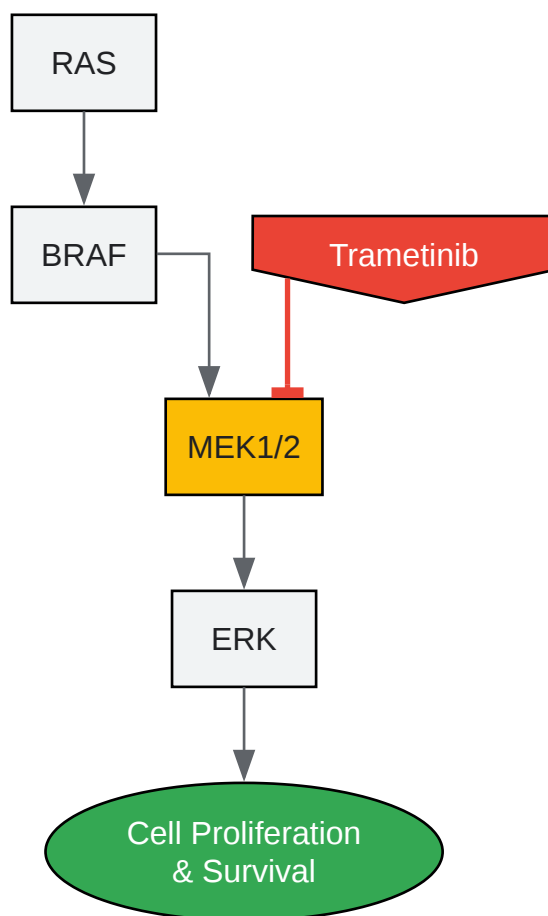 RAS
BRAF
Trametinib
MEK1/2
ERK
Cell Proliferation
& Survival